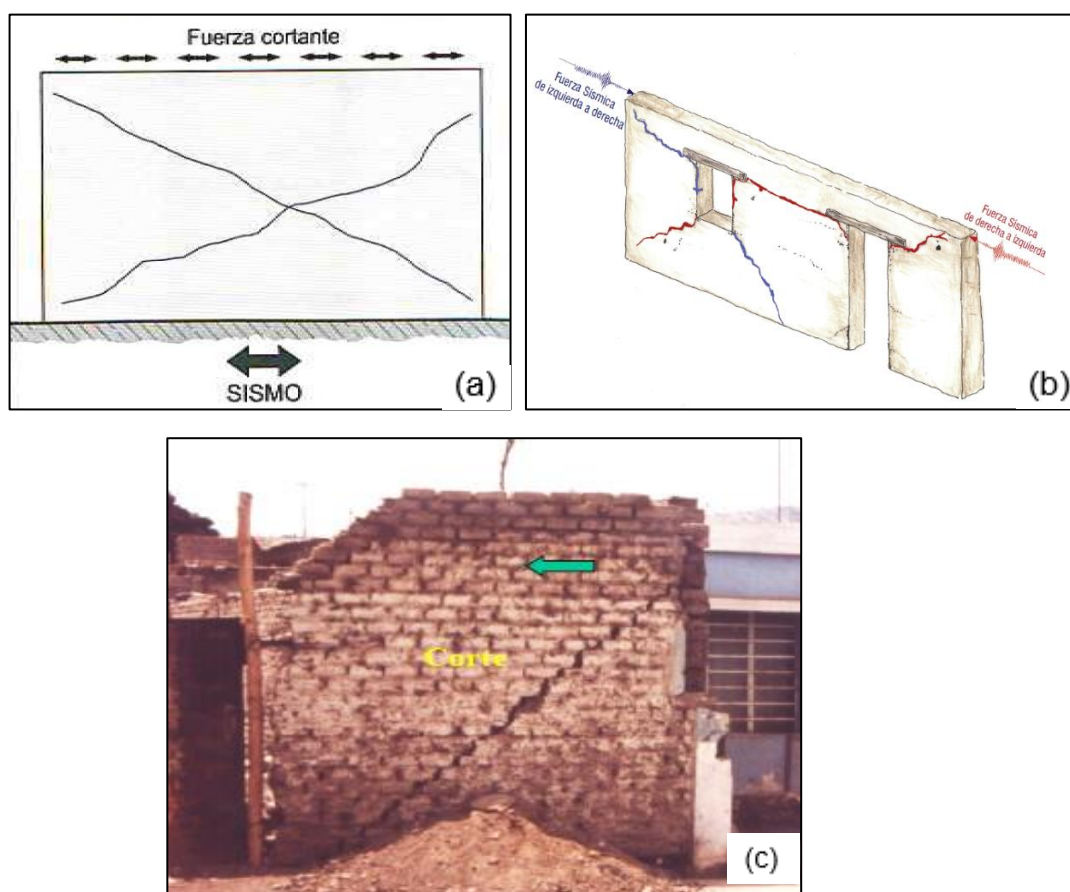 Fuerza cortante
SISMO
(a)
Fuerza Sísmica
de izquierda a derecha
Fuerza Sísmica
de derecha a izquierda
(b)
Corte
(c)